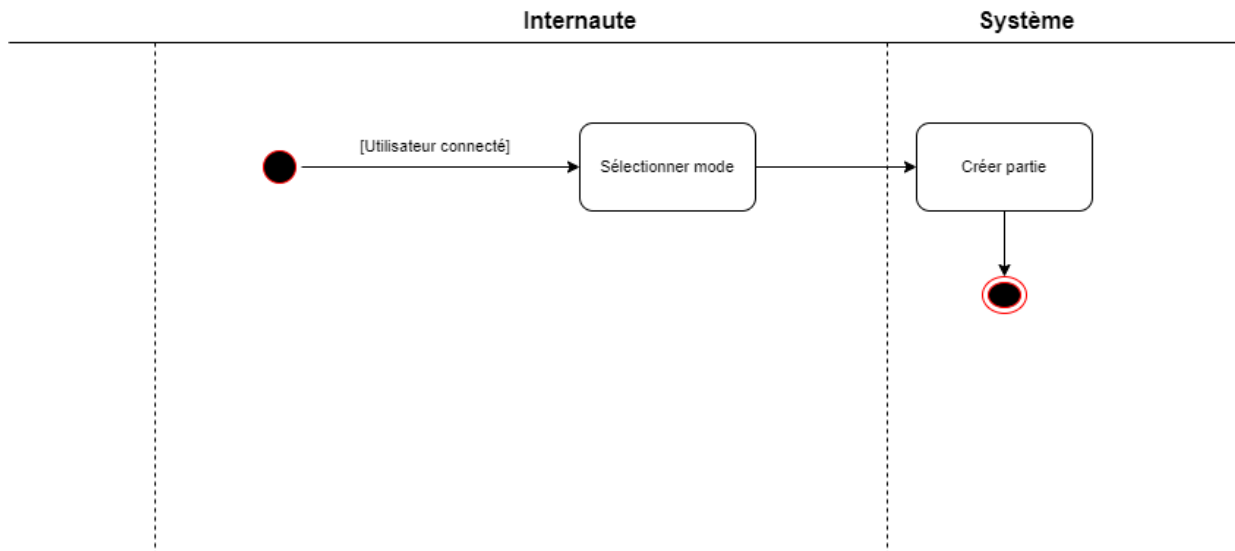 Internaute
Système
[Utilisateur connecté]
Sélectionner mode
Créer partie